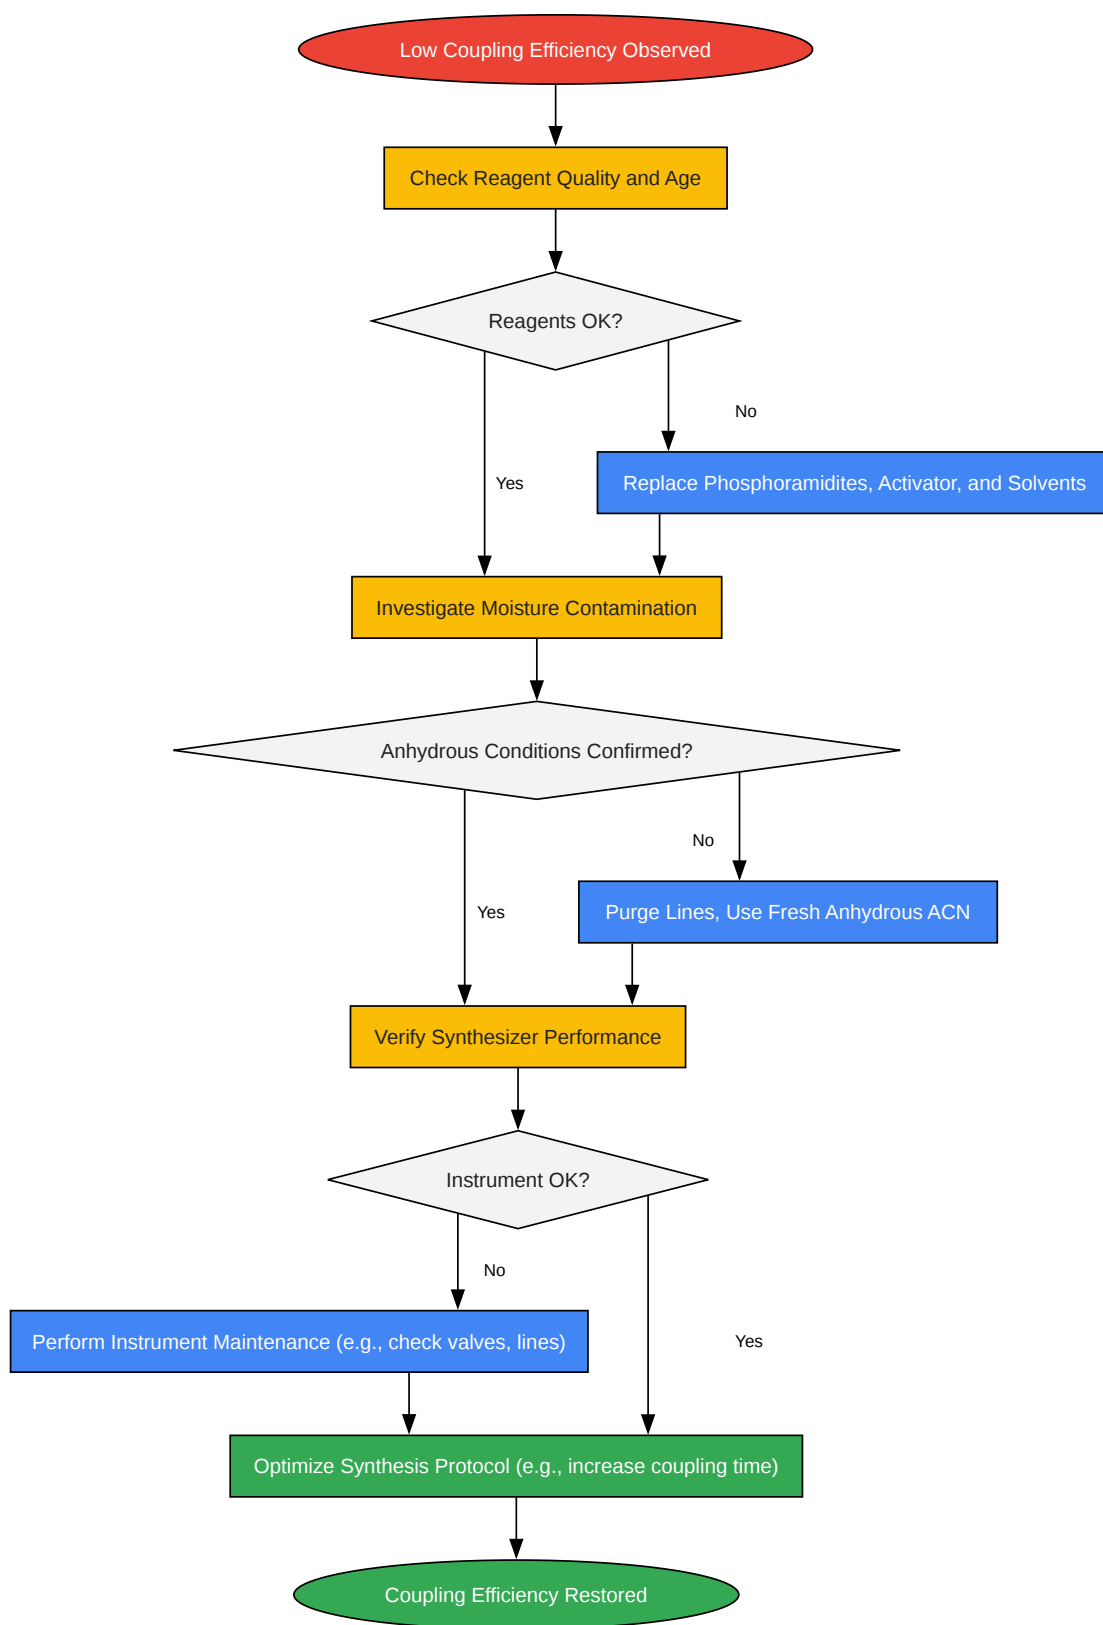 Low Coupling Efficiency Observed
Check Reagent Quality and Age
Reagents OK?
No
Yes
Replace Phosphoramidites, Activator, and Solvents
Investigate Moisture Contamination
Anhydrous Conditions Confirmed?
No
Yes
Purge Lines, Use Fresh Anhydrous ACN
Verify Synthesizer Performance
Instrument OK?
No
Perform Instrument Maintenance (e.g., check valves, lines)
Yes
Optimize Synthesis Protocol (e.g., increase coupling time)
Coupling Efficiency Restored